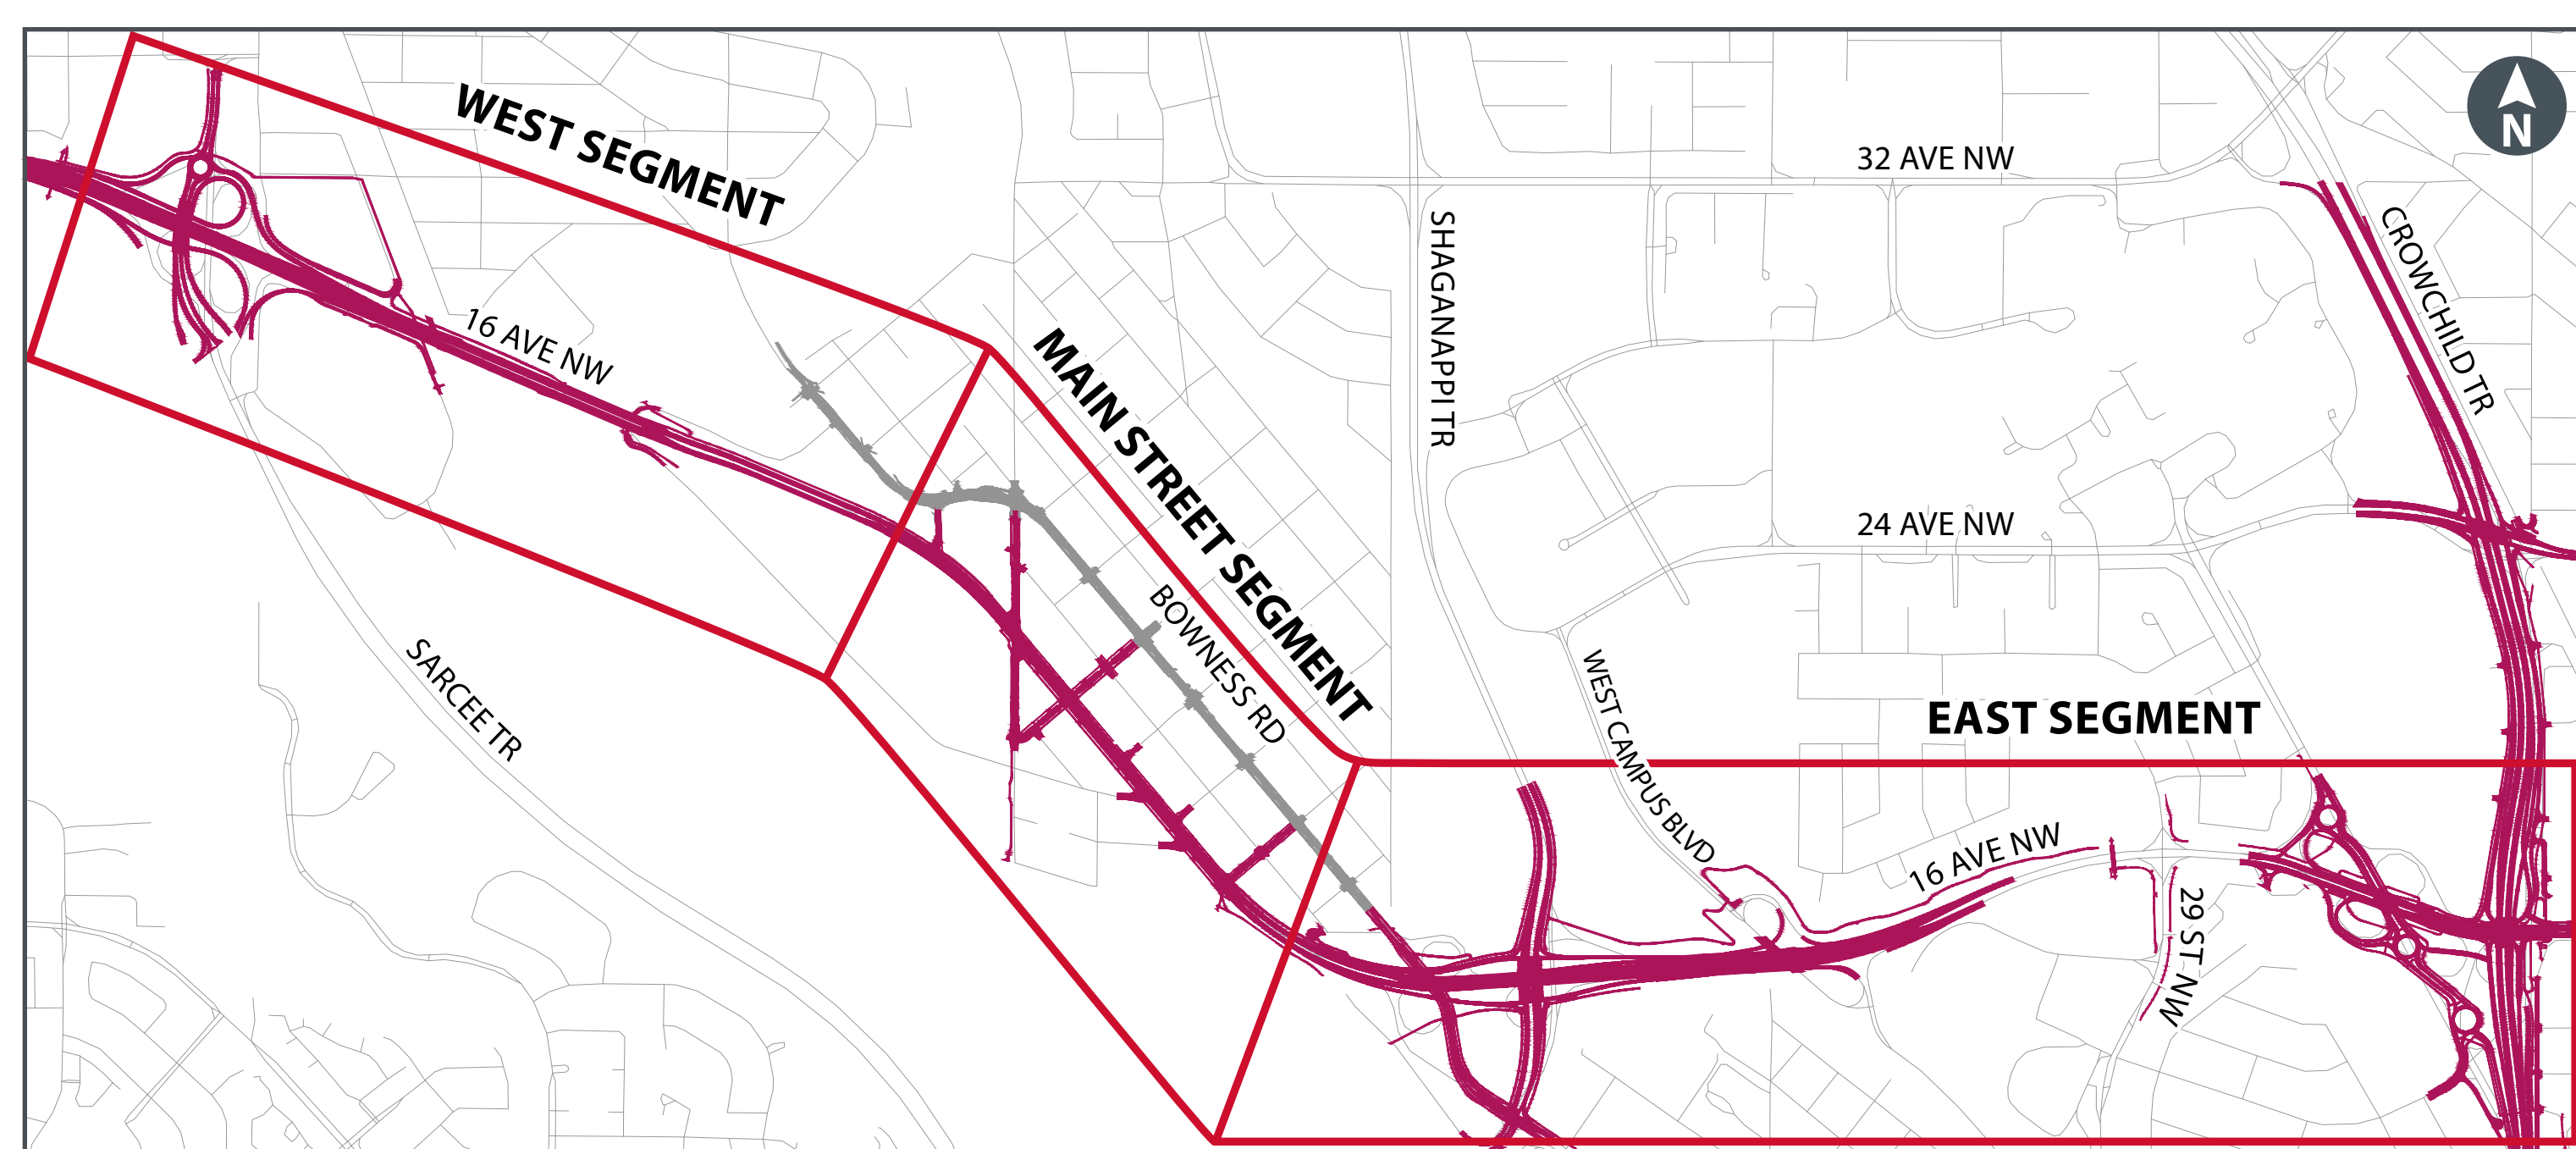 WEST SEGMENT
N
32 AVE NW
SHAGANAPPI TR
CROWCHILD TR
16 AVE NW
MAIN STREET SEGMENT
24 AVE NW
BOWNESS RD
SARCEE TR
WEST CAMPUS BLVD
EAST SEGMENT
16 AVE NW
29 ST NW